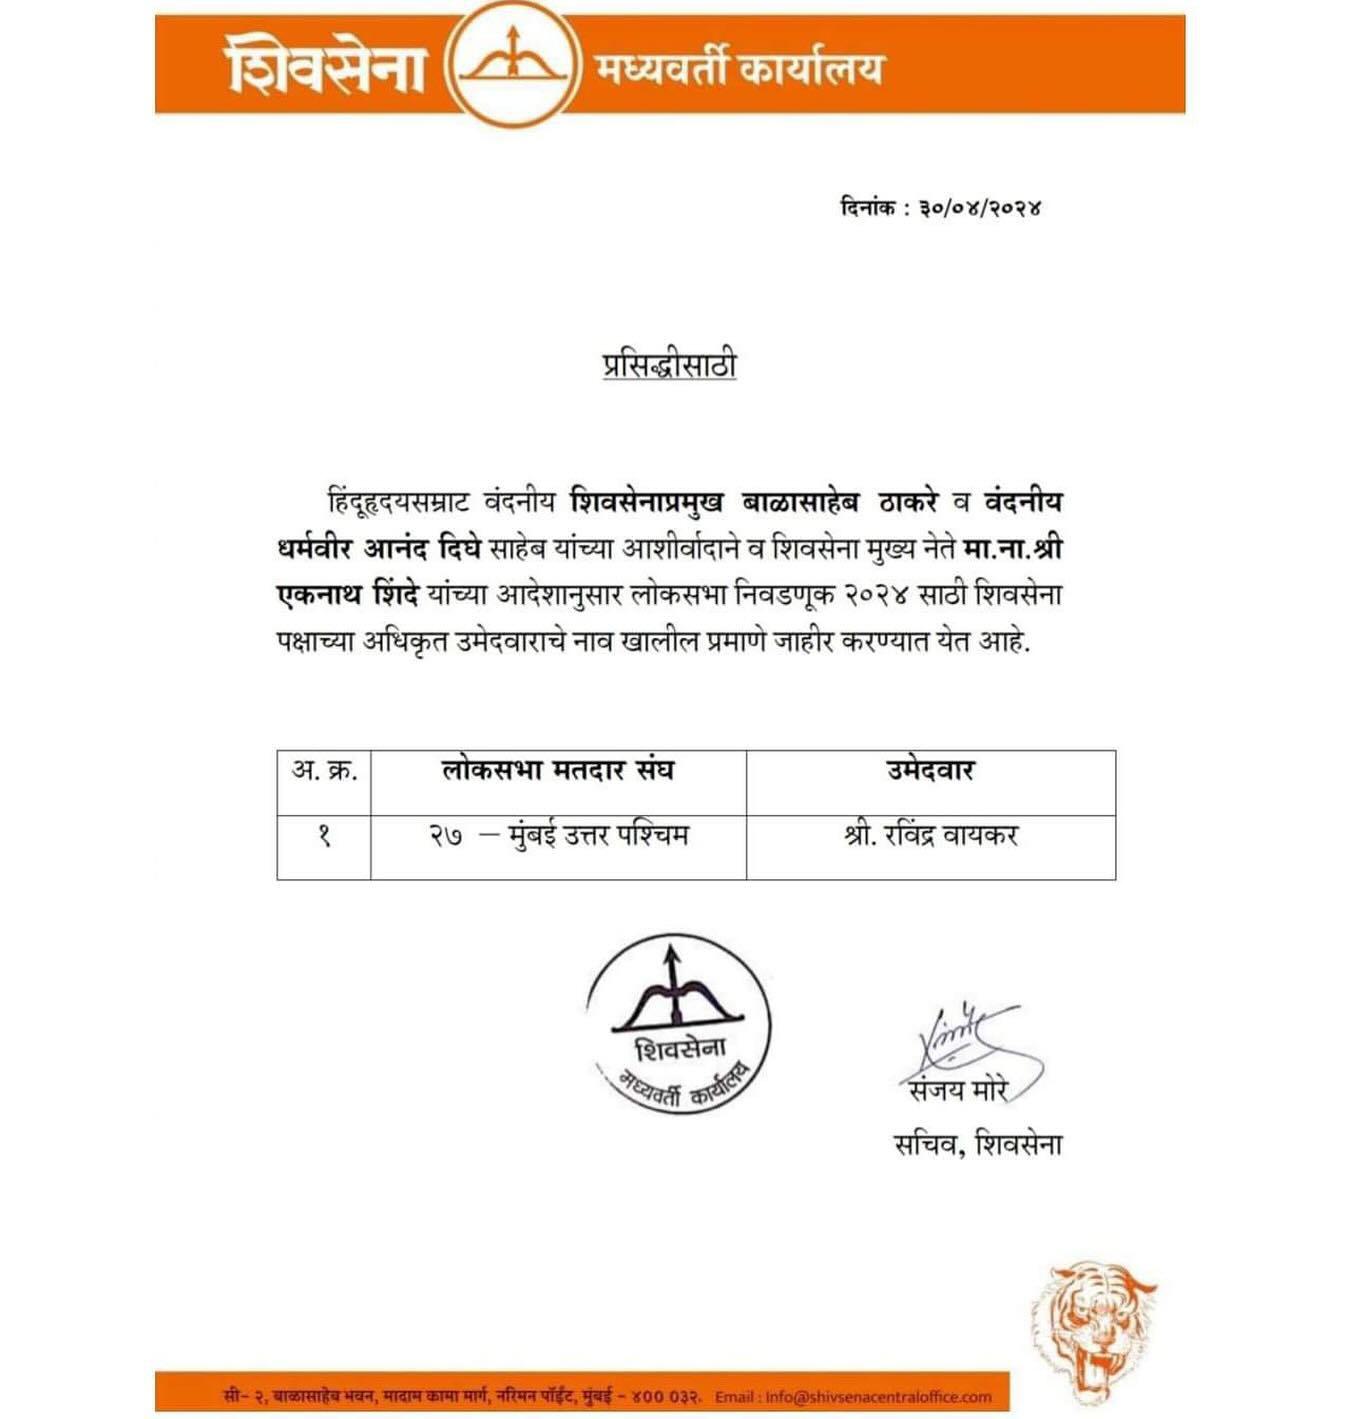 शिवसेना मध्यवर्ती कार्यालय
दिनांक : ३०/०४/२०२४
प्रसिद्धीसाठी
हिंदूहृदयसम्राट वंदनीय शिवसेनाप्रमुख बाळासाहेब ठाकरे व वंदनीय
धर्मवीर आनंद दिघे साहेब यांच्या आशीर्वादाने व शिवसेना मुख्य नेते मा.ना.श्री
एकनाथ शिंदे यांच्या आदेशानुसार लोकसभा निवडणूक २०२४ साठी शिवसेना
पक्षाच्या अधिकृत उमेदवाराचे नाव खालील प्रमाणे जाहीर करण्यात येत आहे.
अ. क्र. लोकसभा मतदार संघ उमेदवार
१ २७ – मुंबई उत्तर पश्चिम श्री. रविंद्र वायकर
शिवसेना
मध्यवर्ती कार्यालय
संजय मोरे
सचिव, शिवसेना
सी- २, बाळासाहेब भवन, मादाम कामा मार्ग, नरिमन पॉईंट, मुंबई - ४०० ०३२. Email : Info@shivsenacentraloffice.com